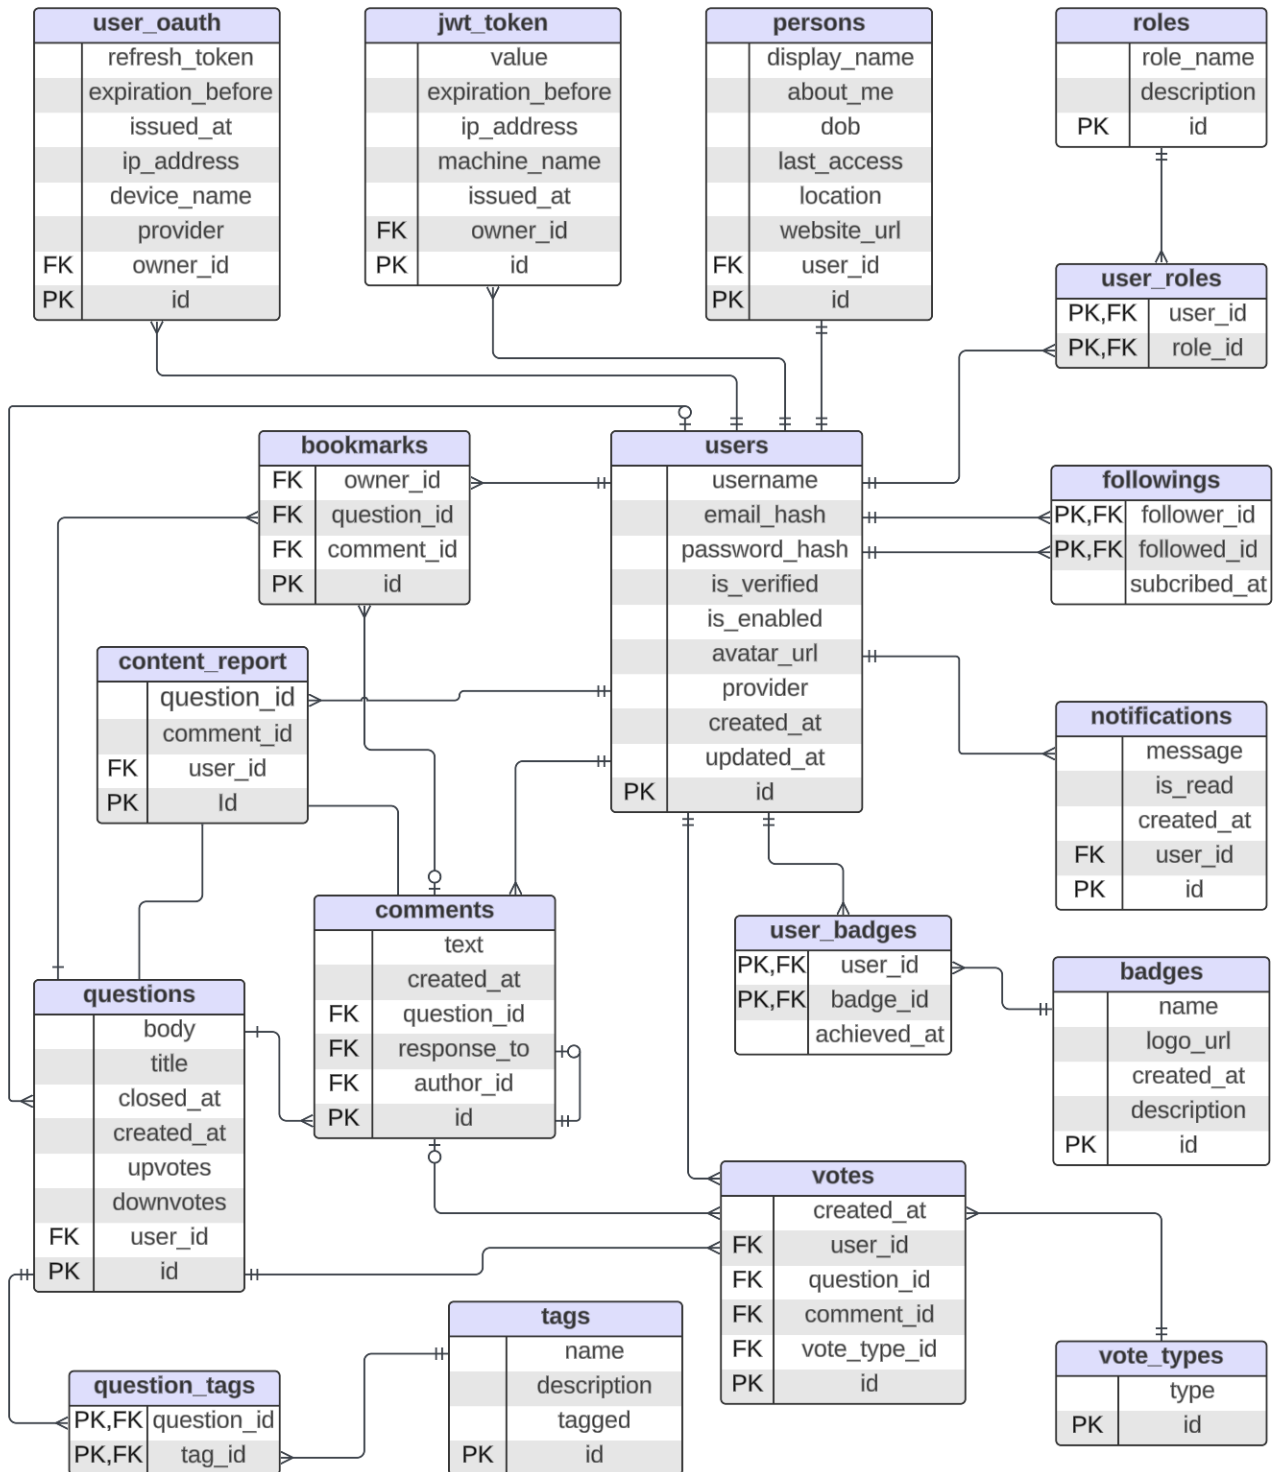 user_oauth
refresh_token
expiration_before
issued_at
ip_address
device_name
provider
FK owner_id
PK id
jwt_token
value
expiration_before
ip_address
machine_name
issued_at
FK owner_id
PK id
persons
display_name
about_me
dob
last_access
location
website_url
FK user_id
PK id
roles
role_name
description
PK id
user_roles
PK,FK user_id
PK,FK role_id
bookmarks
FK owner_id
FK question_id
FK comment_id
PK id
users
username
email_hash
password_hash
is_verified
is_enabled
avatar_url
provider
created_at
updated_at
PK id
followings
PK,FK follower_id
PK,FK followed_id
subcribed_at
content_report
question_id
comment_id
FK user_id
PK Id
notifications
message
is_read
created_at
FK user_id
PK id
comments
text
created_at
FK question_id
FK response_to
FK author_id
PK id
user_badges
PK,FK user_id
PK,FK badge_id
achieved_at
badges
name
logo_url
created_at
description
PK id
questions
body
title
closed_at
created_at
upvotes
downvotes
FK user_id
PK id
votes
created_at
FK user_id
FK question_id
FK comment_id
FK vote_type_id
PK id
tags
name
description
tagged
PK id
vote_types
type
PK id
question_tags
PK,FK question_id
PK,FK tag_id